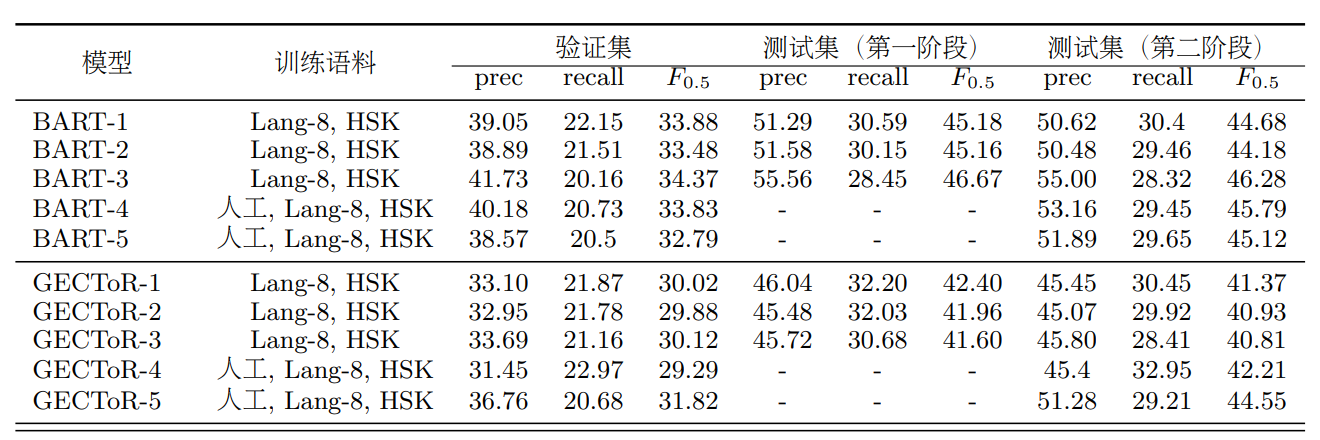 模型 训练语料 验证集 测试集（第一阶段） 测试集（第二阶段）
prec recall F0.5 prec recall F0.5 prec recall F0.5
BART-1 Lang-8, HSK 39.05 22.15 33.88 51.29 30.59 45.18 50.62 30.4 44.68
BART-2 Lang-8, HSK 38.89 21.51 33.48 51.58 30.15 45.16 50.48 29.46 44.18
BART-3 Lang-8, HSK 41.73 20.16 34.37 55.56 28.45 46.67 55.00 28.32 46.28
BART-4 人工, Lang-8, HSK 40.18 20.73 33.83 - - - 53.16 29.45 45.79
BART-5 人工, Lang-8, HSK 38.57 20.5 32.79 - - - 51.89 29.65 45.12
GECToR-1 Lang-8, HSK 33.10 21.87 30.02 46.04 32.20 42.40 45.45 30.45 41.37
GECToR-2 Lang-8, HSK 32.95 21.78 29.88 45.48 32.03 41.96 45.07 29.92 40.93
GECToR-3 Lang-8, HSK 33.69 21.16 30.12 45.72 30.68 41.60 45.80 28.41 40.81
GECToR-4 人工, Lang-8, HSK 31.45 22.97 29.29 - - - 45.4 32.95 42.21
GECToR-5 人工, Lang-8, HSK 36.76 20.68 31.82 - - - 51.28 29.21 44.55